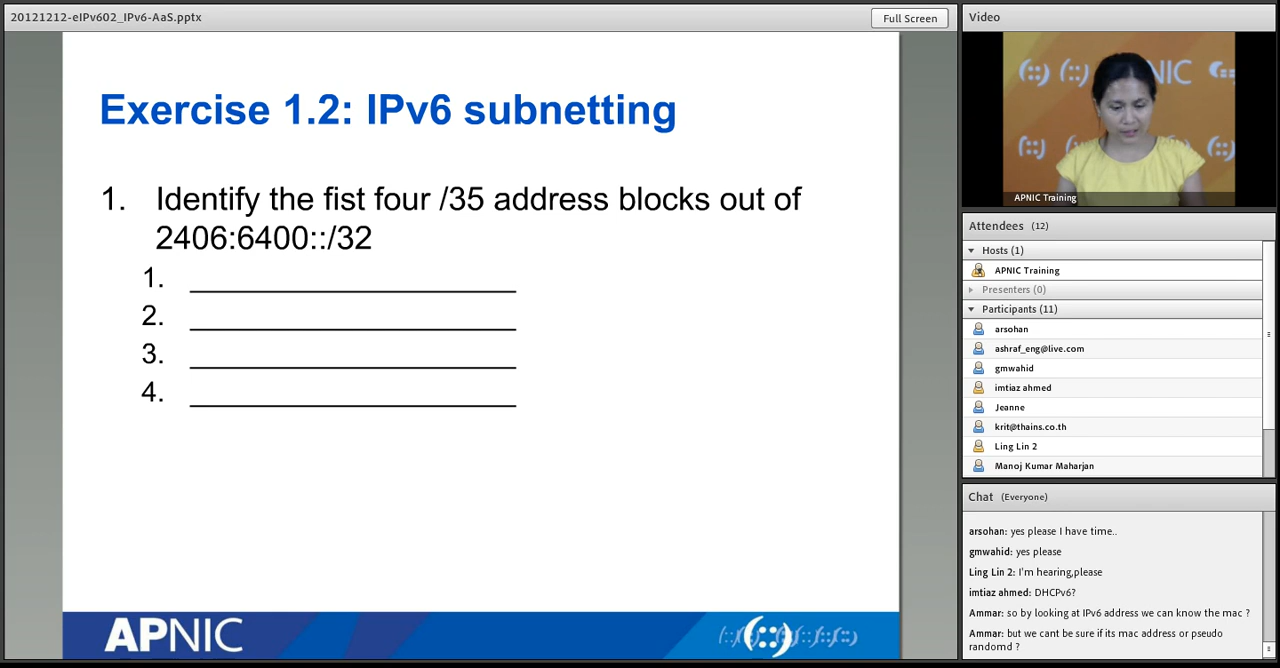 20121212-eIPv602_IPv6-AaS.pptx
Full Screen
Exercise 1.2: IPv6 subnetting
1. Identify the fist four /35 address blocks out of
2406:6400::/32
1. ____________________
2. ____________________
3. ____________________
4. ____________________
APNIC
(::)
Video
(::) (::) NIC
(::)
APNIC Training
Attendees (12)
Hosts (1)
APNIC Training
Presenters (0)
Participants (11)
arsohan
ashraf_eng@live.com
gmwahid
imtiaz ahmed
Jeanne
krit@thains.co.th
Ling Lin 2
Manoj Kumar Maharjan
Chat (Everyone)
arsohan: yes please I have time..
gmwahid: yes please
Ling Lin 2: I'm hearing,please
imtiaz ahmed: DHCPv6?
Ammar: so by looking at IPv6 address we can know the mac ?
Ammar: but we cant be sure if its mac address or pseudo
randomd ?